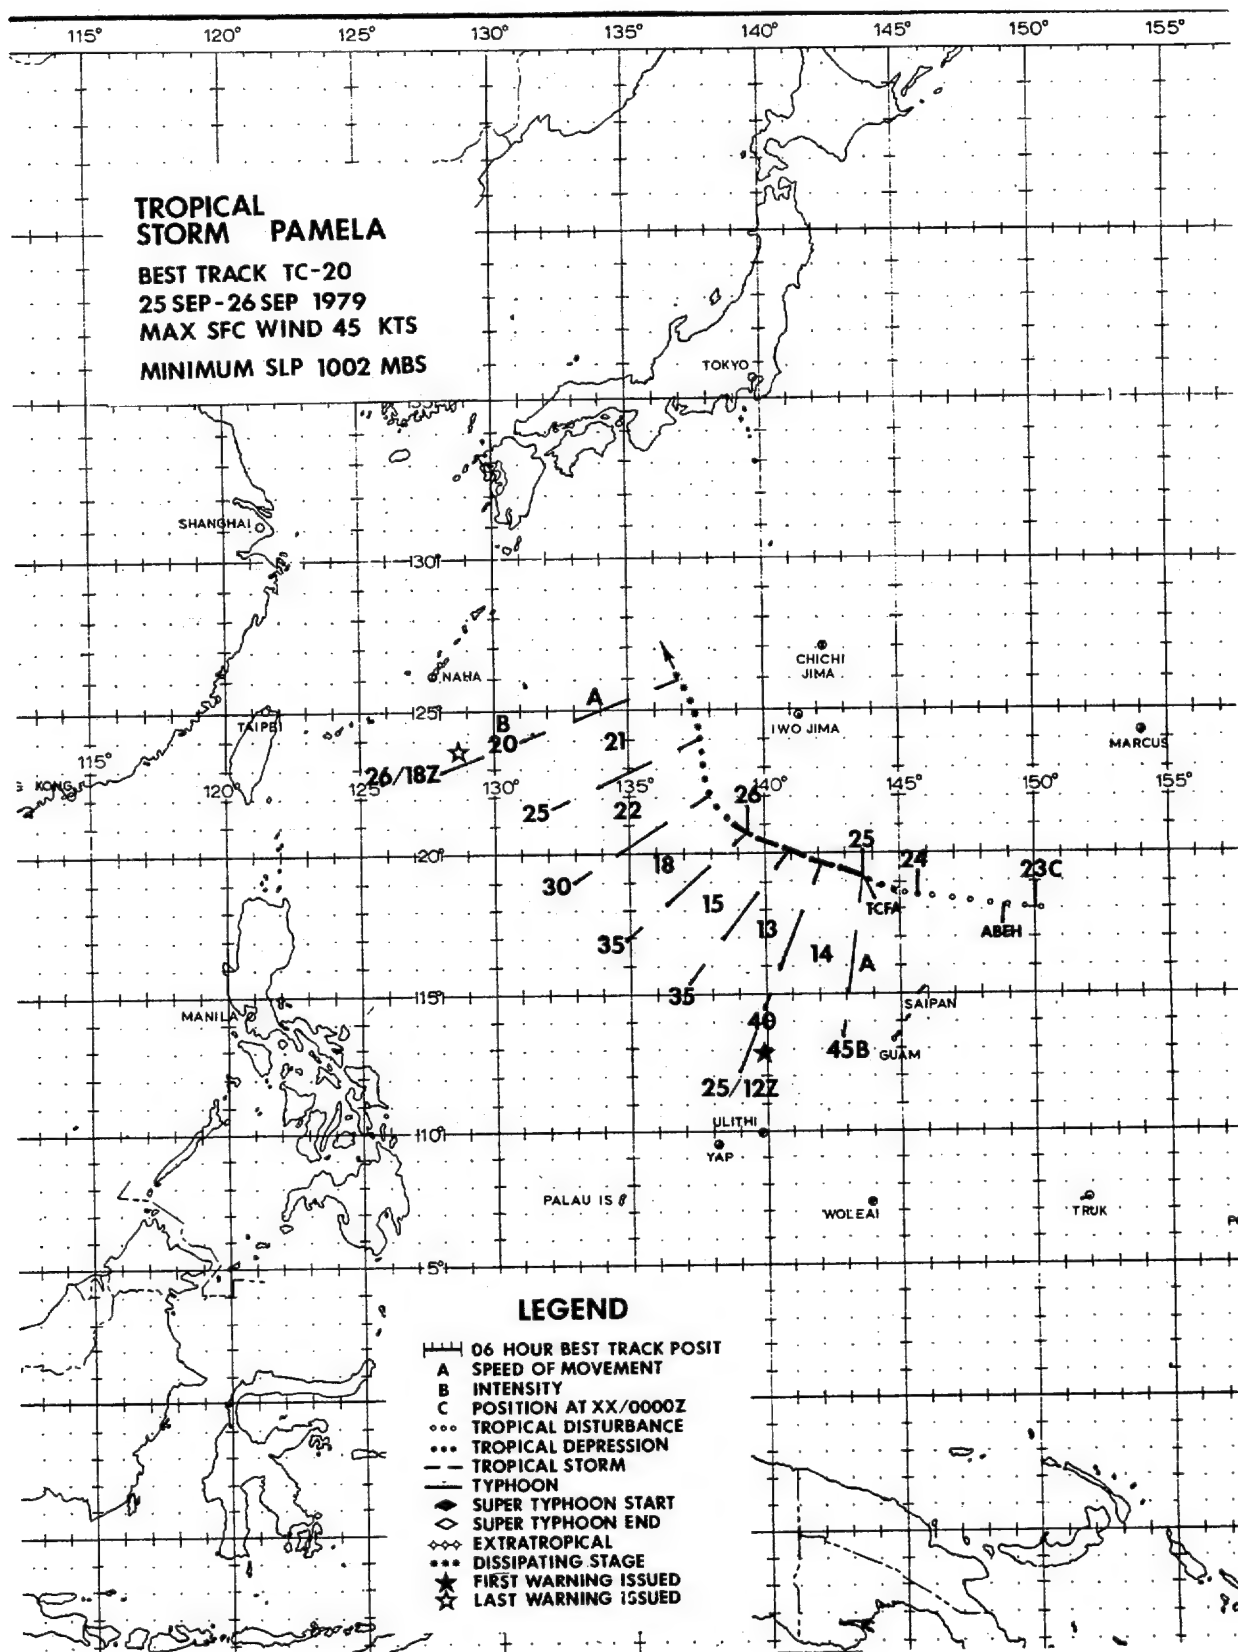 115° 120° 125° 130° 135° 140° 145° 150° 155°
TROPICAL
STORM PAMELA
BEST TRACK TC-20
25 SEP-26 SEP 1979
MAX SFC WIND 45 KTS
MINIMUM SLP 1002 MBS
TOKYO
SHANGHAI
30°
CHICHI
JIMA
NAHA
A
25°
B
TAIPEI
IWO JIMA
20
21
MARCUS
115°
26/18Z
KONG
120° 125° 130° 135° 140° 145° 150° 155°
26
25
22
25
20°
24
18
23C
30
15
TCFA
13
ABEH
35
14
A
35
15°
SAIPAN
MANILA
40
45B
GUAM
25/12Z
ULITHI
10°
YAP
PALAU IS
WOLEAI
TRUK
5°
LEGEND
06 HOUR BEST TRACK POSIT
A SPEED OF MOVEMENT
B INTENSITY
C POSITION AT XX/0000Z
TROPICAL DISTURBANCE
TROPICAL DEPRESSION
TROPICAL STORM
TYPHOON
SUPER TYPHOON START
SUPER TYPHOON END
EXTRATROPICAL
DISSIPATING STAGE
FIRST WARNING ISSUED
LAST WARNING ISSUED